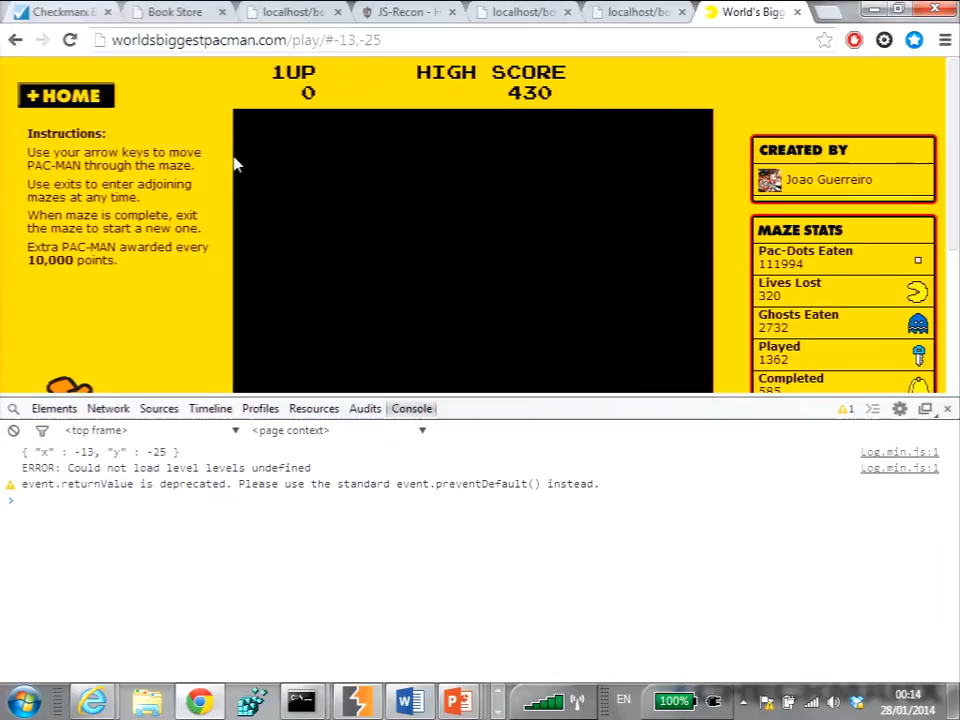 Checkmarx E
Book Store
localhost/bo
JS-Recon - H
localhost/bo
localhost/bo
World's Bigg
worldsbiggestpacman.com/play/#-13,-25
1UP
0
HIGH SCORE
430
+HOME
Instructions:
Use your arrow keys to move
PAC-MAN through the maze.
Use exits to enter adjoining
mazes at any time.
When maze is complete, exit
the maze to start a new one.
Extra PAC-MAN awarded every
10,000 points.
CREATED BY
Joao Guerreiro
MAZE STATS
Pac-Dots Eaten
111994
Lives Lost
320
Ghosts Eaten
2732
Played
1362
Completed
585
Elements Network Sources Timeline Profiles Resources Audits Console
1
<top frame>
<page context>
{ "x" : -13, "y" : -25 }
Log.min.js:1
ERROR: Could not load level levels undefined
Log.min.js:1
event.returnValue is deprecated. Please use the standard event.preventDefault() instead.
EN
100%
00:14
28/01/2014